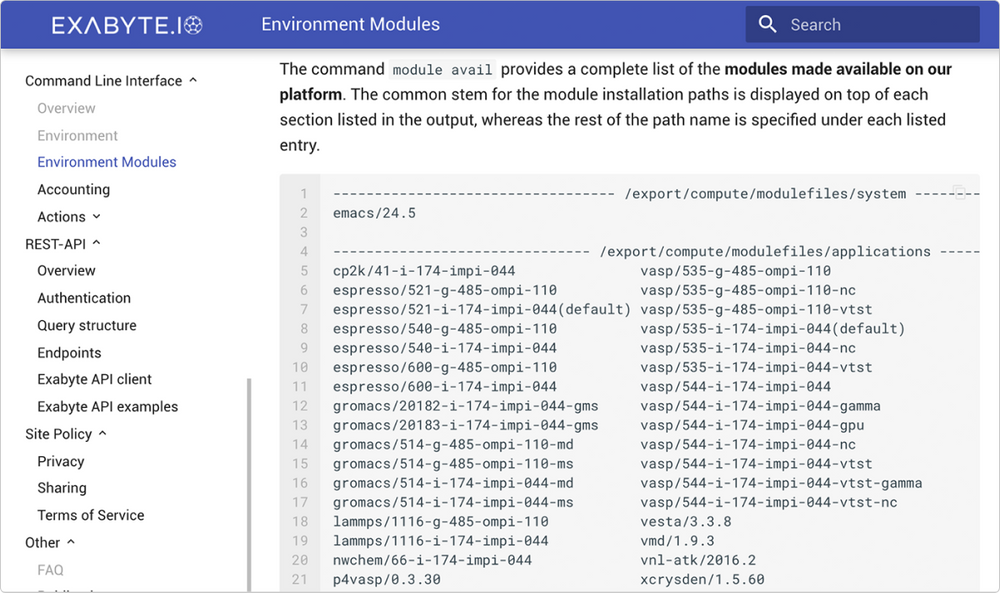 EXΛBYTE.IO
Environment Modules
Search
Command Line Interface
Overview
Environment
Environment Modules
Accounting
Actions
REST-API
Overview
Authentication
Query structure
Endpoints
Exabyte API client
Exabyte API examples
Site Policy
Privacy
Sharing
Terms of Service
Other
FAQ
The command module avail provides a complete list of the modules made available on our
platform. The common stem for the module installation paths is displayed on top of each
section listed in the output, whereas the rest of the path name is specified under each listed
entry.
1 ---------------------------------- /export/compute/modulefiles/system --------
2 emacs/24.5
3
4 ------------------------------- /export/compute/modulefiles/applications -----
5 cp2k/41-i-174-impi-044 vasp/535-g-485-ompi-110
6 espresso/521-g-485-ompi-110 vasp/535-g-485-ompi-110-nc
7 espresso/521-i-174-impi-044(default) vasp/535-g-485-ompi-110-vtst
8 espresso/540-g-485-ompi-110 vasp/535-i-174-impi-044(default)
9 espresso/540-i-174-impi-044 vasp/535-i-174-impi-044-nc
10 espresso/600-g-485-ompi-110 vasp/535-i-174-impi-044-vtst
11 espresso/600-i-174-impi-044 vasp/544-i-174-impi-044
12 gromacs/20182-i-174-impi-044-gms vasp/544-i-174-impi-044-gamma
13 gromacs/20183-i-174-impi-044-gms vasp/544-i-174-impi-044-gpu
14 gromacs/514-g-485-ompi-110-md vasp/544-i-174-impi-044-nc
15 gromacs/514-g-485-ompi-110-ms vasp/544-i-174-impi-044-vtst
16 gromacs/514-i-174-impi-044-md vasp/544-i-174-impi-044-vtst-gamma
17 gromacs/514-i-174-impi-044-ms vasp/544-i-174-impi-044-vtst-nc
18 lammps/1116-g-485-ompi-110 vesta/3.3.8
19 lammps/1116-i-174-impi-044 vmd/1.9.3
20 nwchem/66-i-174-impi-044 vnl-atk/2016.2
21 p4vasp/0.3.30 xcrysden/1.5.60